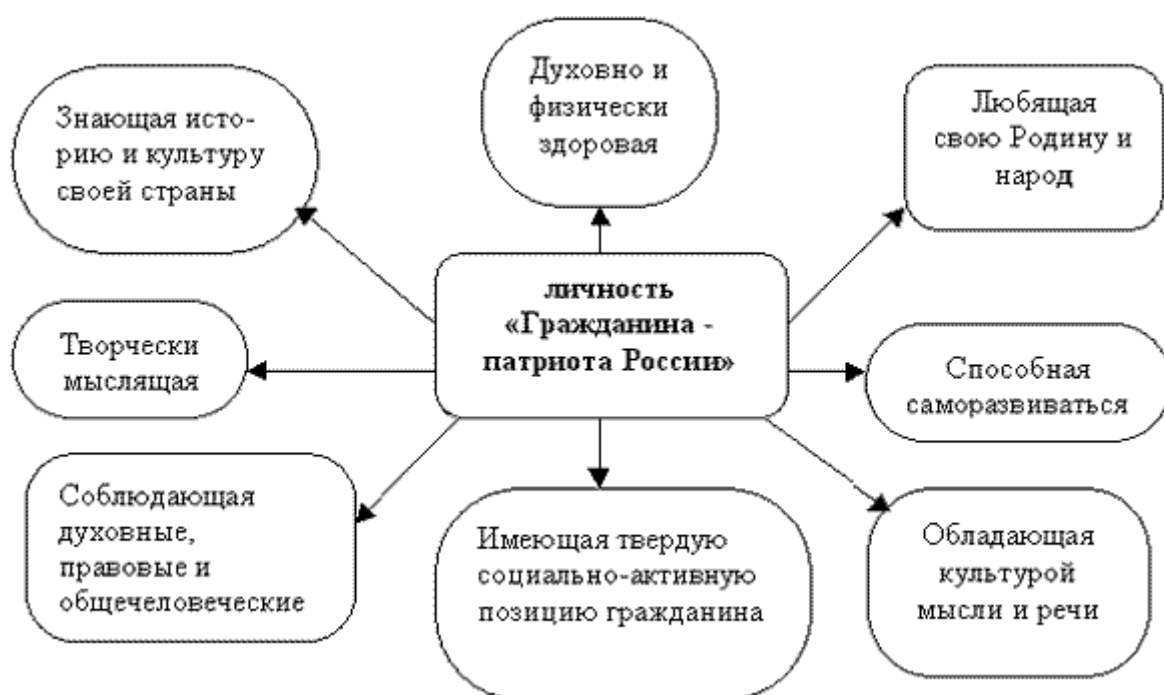 Духовно и
физически
здоровая
Знающая исто-
рию и культуру
своей страны
Любящая
свою Родину и
народ
личность
«Гражданина -
патриота России»
Творчески
мыслящая
Способная
саморазвиваться
Соблюдающая
духовные,
правовые и
общечеловеческие
Имеющая твердую
социально-активную
позицию гражданина
Обладающая
культурой
мысли и речи